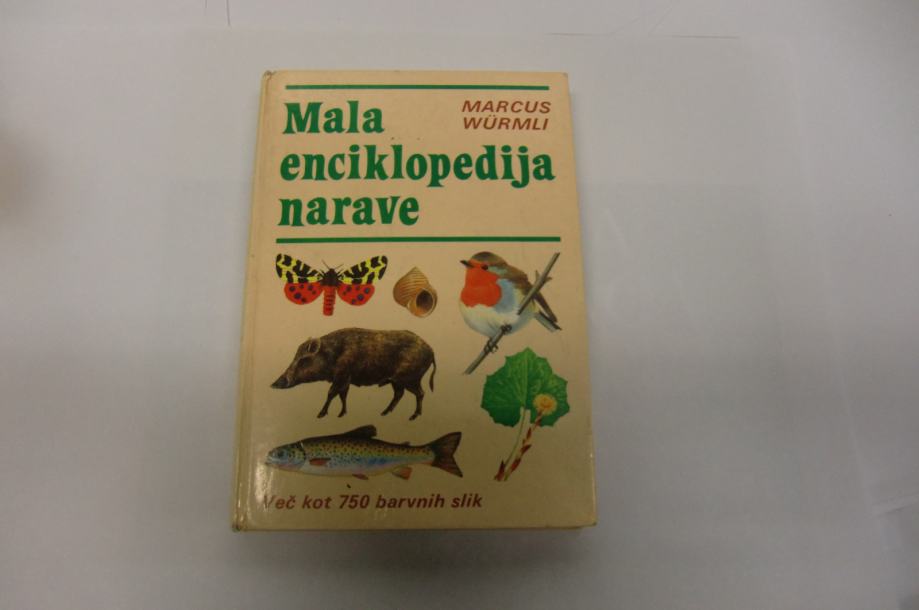 Mala
enciklopedija
narave
MARCUS
WÜRMLI
Več kot 750 barvnih slik